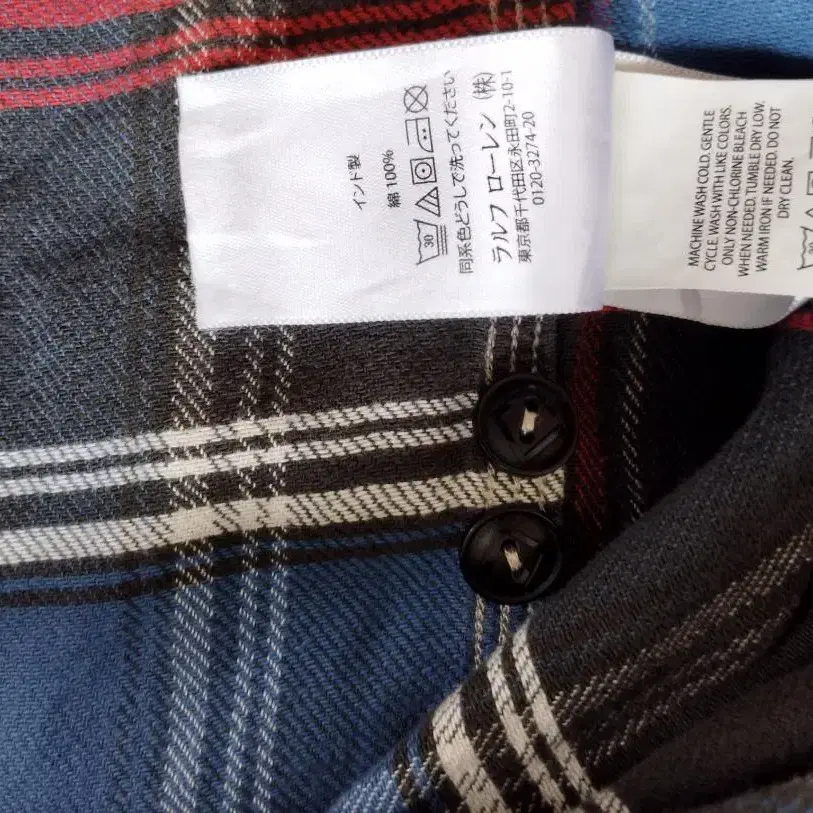 インド製
綿 100%
30
同系色どうしで洗ってください
ラルフ ローレン (株)
東京都千代田区永田町2-10-1
0120-3274-20
MACHINE WASH COLD. GENTLE
CYCLE. WASH WITH LIKE COLORS.
ONLY NON-CHLORINE BLEACH
WHEN NEEDED. TUMBLE DRY LOW.
WARM IRON IF NEEDED. DO NOT
DRY CLEAN.